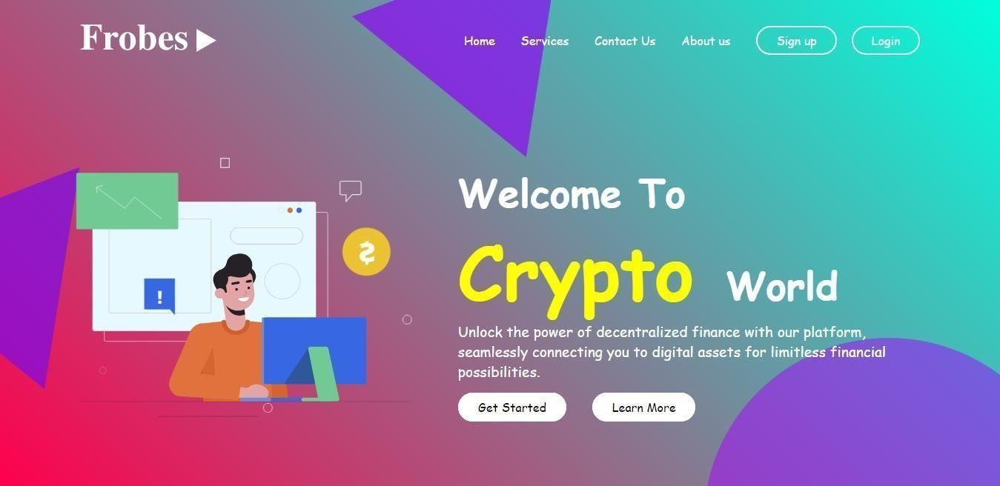 Frobes
Home Services Contact Us About us Sign up Login
Welcome To
Crypto World
Unlock the power of decentralized finance with our platform,
seamlessly connecting you to digital assets for limitless financial
possibilities.
Get Started Learn More
!
$